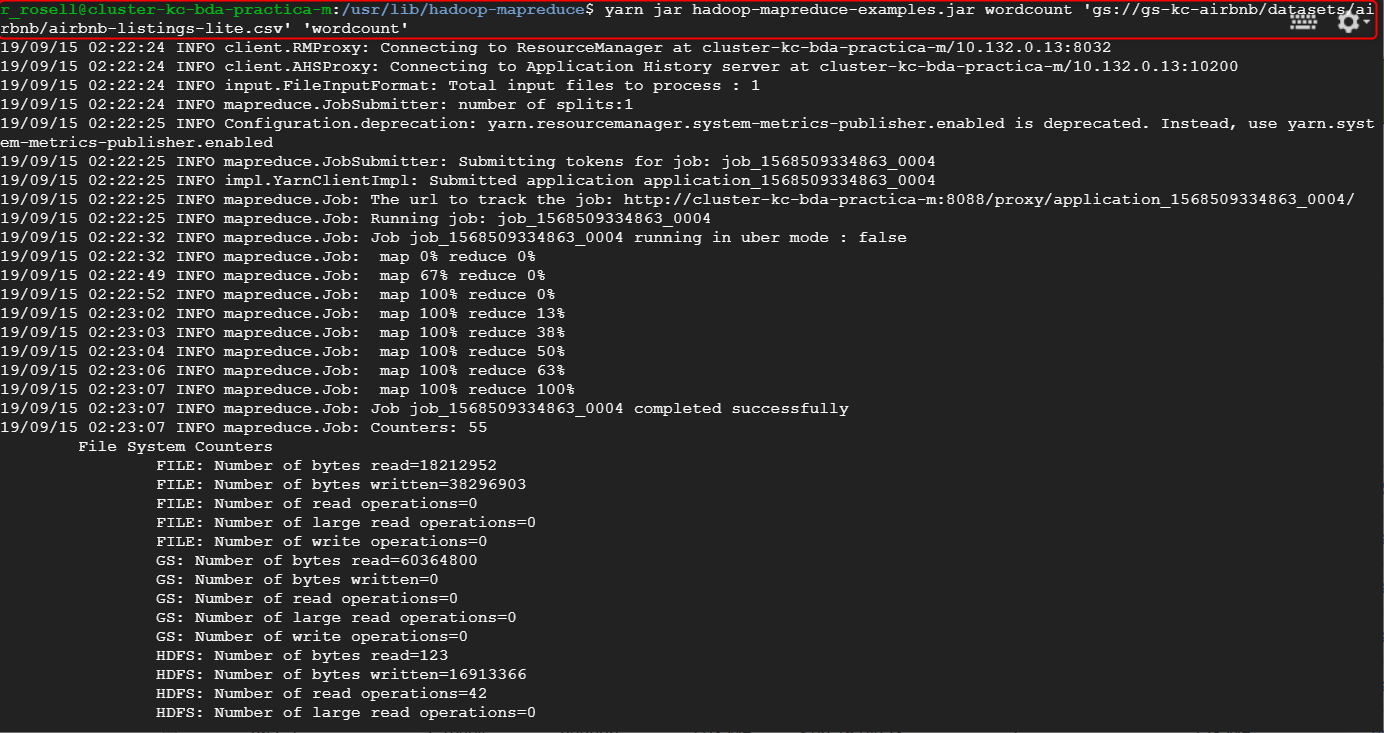 r_rosell@cluster-kc-bda-practica-m:/usr/lib/hadoop-mapreduce$ yarn jar hadoop-mapreduce-examples.jar wordcount 'gs://gs-kc-airbnb/datasets/ai
rbnb/airbnb-listings-lite.csv' 'wordcount'
19/09/15 02:22:24 INFO client.RMProxy: Connecting to ResourceManager at cluster-kc-bda-practica-m/10.132.0.13:8032
19/09/15 02:22:24 INFO client.AHSProxy: Connecting to Application History server at cluster-kc-bda-practica-m/10.132.0.13:10200
19/09/15 02:22:24 INFO input.FileInputFormat: Total input files to process : 1
19/09/15 02:22:24 INFO mapreduce.JobSubmitter: number of splits:1
19/09/15 02:22:25 INFO Configuration.deprecation: yarn.resourcemanager.system-metrics-publisher.enabled is deprecated. Instead, use yarn.syst
em-metrics-publisher.enabled
19/09/15 02:22:25 INFO mapreduce.JobSubmitter: Submitting tokens for job: job_1568509334863_0004
19/09/15 02:22:25 INFO impl.YarnClientImpl: Submitted application application_1568509334863_0004
19/09/15 02:22:25 INFO mapreduce.Job: The url to track the job: http://cluster-kc-bda-practica-m:8088/proxy/application_1568509334863_0004/
19/09/15 02:22:25 INFO mapreduce.Job: Running job: job_1568509334863_0004
19/09/15 02:22:32 INFO mapreduce.Job: Job job_1568509334863_0004 running in uber mode : false
19/09/15 02:22:32 INFO mapreduce.Job:  map 0% reduce 0%
19/09/15 02:22:49 INFO mapreduce.Job:  map 67% reduce 0%
19/09/15 02:22:52 INFO mapreduce.Job:  map 100% reduce 0%
19/09/15 02:23:02 INFO mapreduce.Job:  map 100% reduce 13%
19/09/15 02:23:03 INFO mapreduce.Job:  map 100% reduce 38%
19/09/15 02:23:04 INFO mapreduce.Job:  map 100% reduce 50%
19/09/15 02:23:06 INFO mapreduce.Job:  map 100% reduce 63%
19/09/15 02:23:07 INFO mapreduce.Job:  map 100% reduce 100%
19/09/15 02:23:07 INFO mapreduce.Job: Job job_1568509334863_0004 completed successfully
19/09/15 02:23:07 INFO mapreduce.Job: Counters: 55
File System Counters
FILE: Number of bytes read=18212952
FILE: Number of bytes written=38296903
FILE: Number of read operations=0
FILE: Number of large read operations=0
FILE: Number of write operations=0
GS: Number of bytes read=60364800
GS: Number of bytes written=0
GS: Number of read operations=0
GS: Number of large read operations=0
GS: Number of write operations=0
HDFS: Number of bytes read=123
HDFS: Number of bytes written=16913366
HDFS: Number of read operations=42
HDFS: Number of large read operations=0